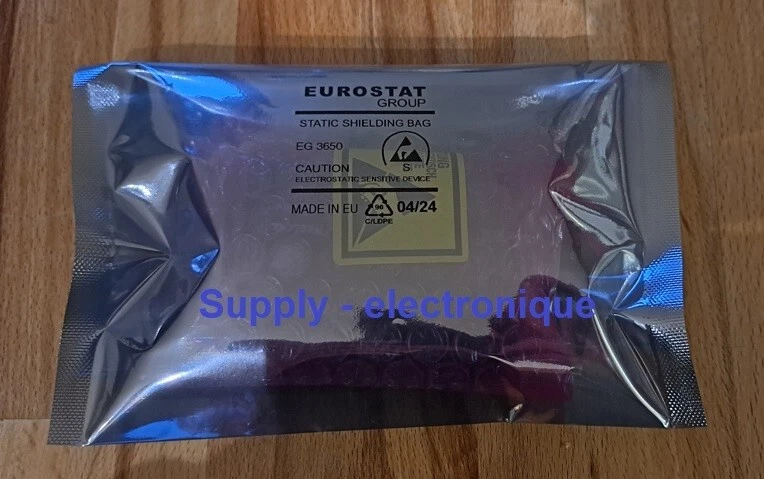 EUROSTAT
GROUP
STATIC SHIELDING BAG
EG 3650
S
CAUTION
ELECTROSTATIC SENSITIVE DEVICE
MADE IN EU
90
C/LDPE
04/24
Supply - electronique